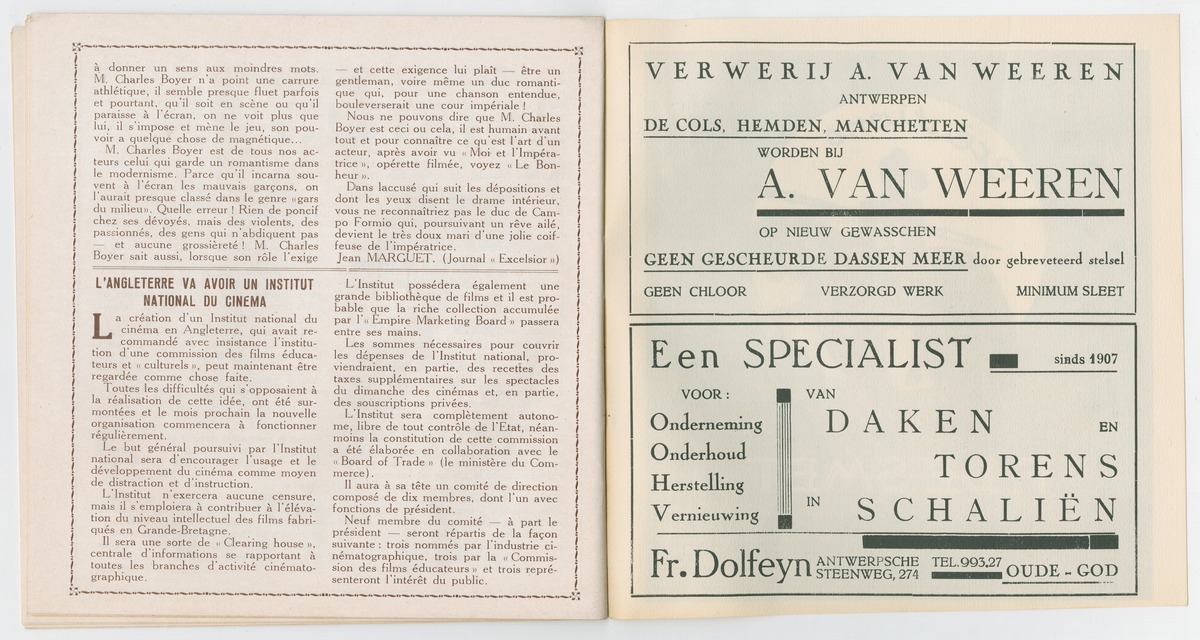 à donner un sens aux moindres mots.
M. Charles Boyer n'a point une carrure
athlétique, il semble presque fluet parfois
et pourtant, qu'il soit en scène ou qu'il
paraisse à l'écran, on ne voit plus que
lui, il s'impose et mène le jeu, son pou-
voir a quelque chose de magnétique...
M. Charles Boyer est de tous nos ac-
teurs celui qui garde un romantisme dans
le modernisme. Parce qu'il incarna sou-
vent à l'écran les mauvais garçons, on
l'aurait presque classé dans le genre «gars
du milieu». Quelle erreur ! Rien de poncif
chez ses dévoyés, mais des violents, des
passionnés, des gens qui n'abdiquent pas
— et aucune grossièreté ! M. Charles
Boyer sait aussi, lorsque son rôle l'exige
— et cette exigence lui plaît — être un
gentleman, voire même un duc romanti-
que qui, pour une chanson entendue,
bouleverserait une cour impériale !
Nous ne pouvons dire que M. Charles
Boyer est ceci ou cela, il est humain avant
tout et pour connaître ce qu'est l'art d'un
acteur, après avoir vu « Moi et l'Impéra-
trice », opérette filmée, voyez « Le Bon-
heur ».
Dans laccusé qui suit les dépositions et
dont les yeux disent le drame intérieur,
vous ne reconnaîtriez pas le duc de Cam-
po Formio qui, poursuivant un rêve ailé,
devient le très doux mari d'une jolie coif-
feuse de l'impératrice.
Jean MARGUET. (Journal « Excelsior »)
L'ANGLETERRE VA AVOIR UN INSTITUT
NATIONAL DU CINEMA
La création d'un Institut national du
cinéma en Angleterre, qui avait re-
commandé avec insistance l'institu-
tion d'une commission des films éduca-
teurs et « culturels », peut maintenant être
regardée comme chose faite.
Toutes les difficultés qui s'opposaient à
la réalisation de cette idée, ont été sur-
montées et le mois prochain la nouvelle
organisation commencera à fonctionner
régulièrement.
Le but général poursuivi par l'Institut
national sera d'encourager l'usage et le
développement du cinéma comme moyen
de distraction et d'instruction.
L'Institut n'exercera aucune censure,
mais il s'emploiera à contribuer à l'éléva-
tion du niveau intellectuel des films fabri-
qués en Grande-Bretagne.
Il sera une sorte de « Clearing house »,
centrale d'informations se rapportant à
toutes les branches d'activité cinémato-
graphique.
L'Institut possédera également une
grande bibliothèque de films et il est pro-
bable que la riche collection accumulée
par l'« Empire Marketing Board » passera
entre ses mains.
Les sommes nécessaires pour couvrir
les dépenses de l'Institut national, pro-
viendraient, en partie, des recettes des
taxes supplémentaires sur les spectacles
du dimanche des cinémas et, en partie,
des souscriptions privées.
L'Institut sera complètement autono-
me, libre de tout contrôle de l'Etat, néan-
moins la constitution de cette commission
a été élaborée en collaboration avec le
« Board of Trade » (le ministère du Com-
merce).
Il aura à sa tête un comité de direction
composé de dix membres, dont l'un avec
fonctions de président.
Neuf membre du comité — à part le
président — seront répartis de la façon
suivante : trois nommés par l'industrie ci-
nématographique, trois par la « Commis-
sion des films éducateurs » et trois repré-
senteront l'intérêt du public.
VERWERIJ A. VAN WEEREN
ANTWERPEN
DE COLS, HEMDEN, MANCHETTEN
WORDEN BIJ
A. VAN WEEREN
OP NIEUW GEWASSCHEN
GEEN GESCHEURDE DASSEN MEER door gebreveteerd stelsel
GEEN CHLOOR VERZORGD WERK MINIMUM SLEET
Een SPECIALIST sinds 1907
VOOR :
Onderneming
Onderhoud
Herstelling
Vernieuwing
VAN
DAKEN EN
TORENS
IN SCHALIËN
Fr. Dolfeyn ANTWERPSCHE STEENWEG, 274 TEL. 993,27 OUDE - GOD